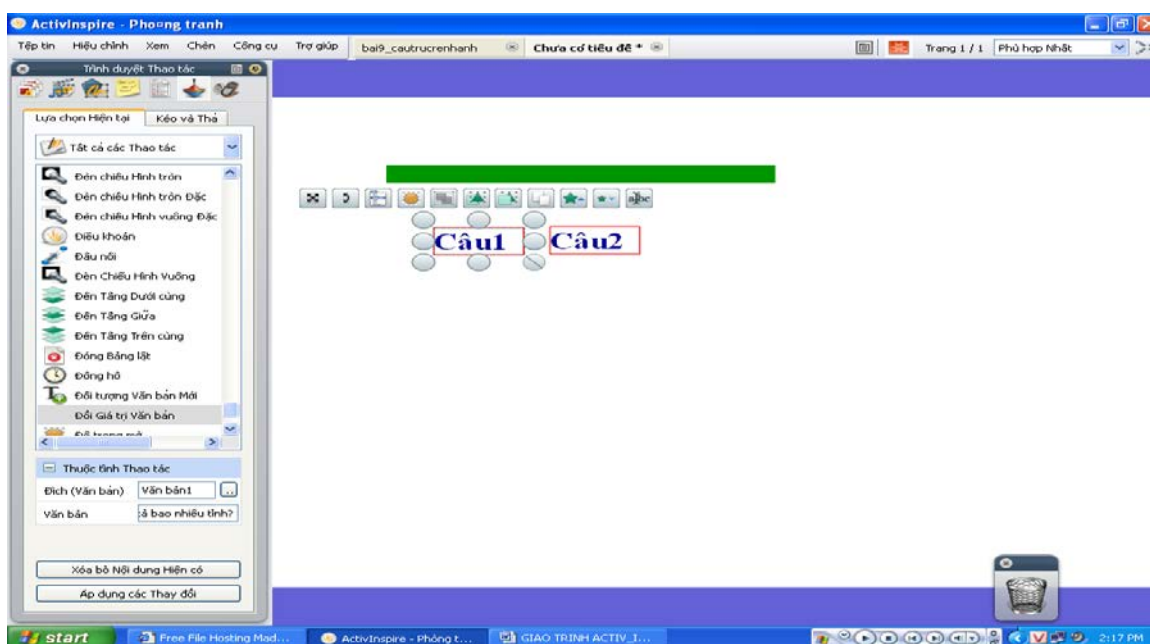 ActivInspire - Phoơng tranh
Tệp tin Hiệu chỉnh Xem Chèn Công cụ Trợ giúp bai9_cautrucrenhanh Chưa có tiêu đề * Trang 1 / 1 Phù hợp Nhất
Trình duyệt Thao tác
Lựa chọn Hiện tại Kéo và Thả
Tất cả các Thao tác
Đèn chiếu Hình tròn
Đèn chiếu Hình tròn Đặc
Đèn chiếu Hình vuông Đặc
Điều khoản
Đầu nối
Đèn Chiếu Hình Vuông
Đến Tầng Dưới cùng
Đến Tầng Giữa
Đến Tầng Trên cùng
Đóng Bảng lật
Đồng hồ
Đối tượng Văn bản Mới
Đổi Giá trị Văn bản
abc
Câu1 Câu2
Thuộc tính Thao tác
Đích (Văn bản) Văn bản1 ..
Văn bản :ả bao nhiêu tỉnh?
Xóa bỏ Nội dung Hiện có
Áp dụng các Thay đổi
start Free File Hosting Mad... ActivInspire - Phòng t... GIAO TRINH ACTIV_I... 2:17 PM